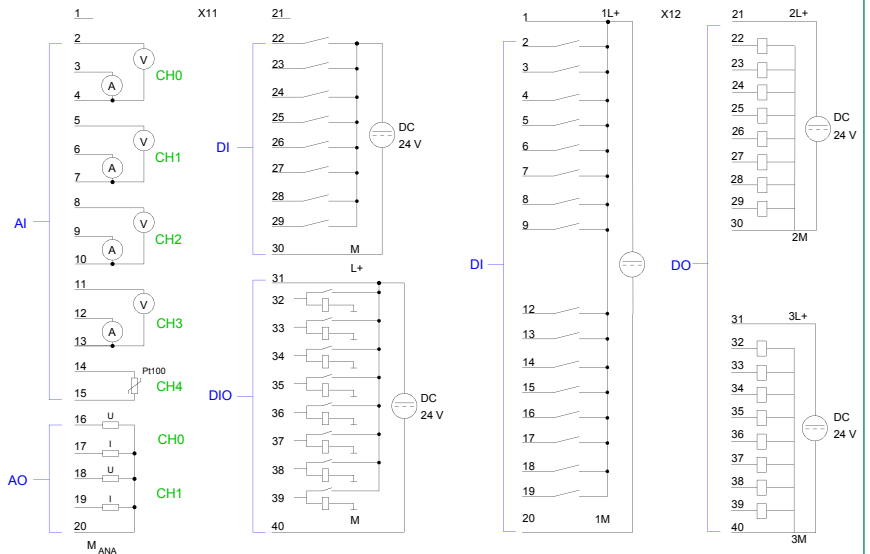 1 X11
2
V
3
CH0
A
4
5
V
6
CH1
A
7
AI
8
V
9
CH2
A
10
11
V
12
CH3
A
13
14
Pt100
CH4
15
16 U
CH0
17 I
18 U
AO
CH1
19 I
20
M ANA
21
22
23
24
25
DC
24 V
DI
26
27
28
29
30 M
L+
31
32
33
34
35
DIO
DC
24 V
36
37
38
39
M
40
1 1L+ X12
2
3
4
5
6
7
8
9
DI
12
13
14
15
16
17
18
19
20 1M
21 2L+
22
23
24
25
DC
24 V
26
27
28
29
30
2M
DO
31 3L+
32
33
34
35
DC
24 V
36
37
38
39
40
3M